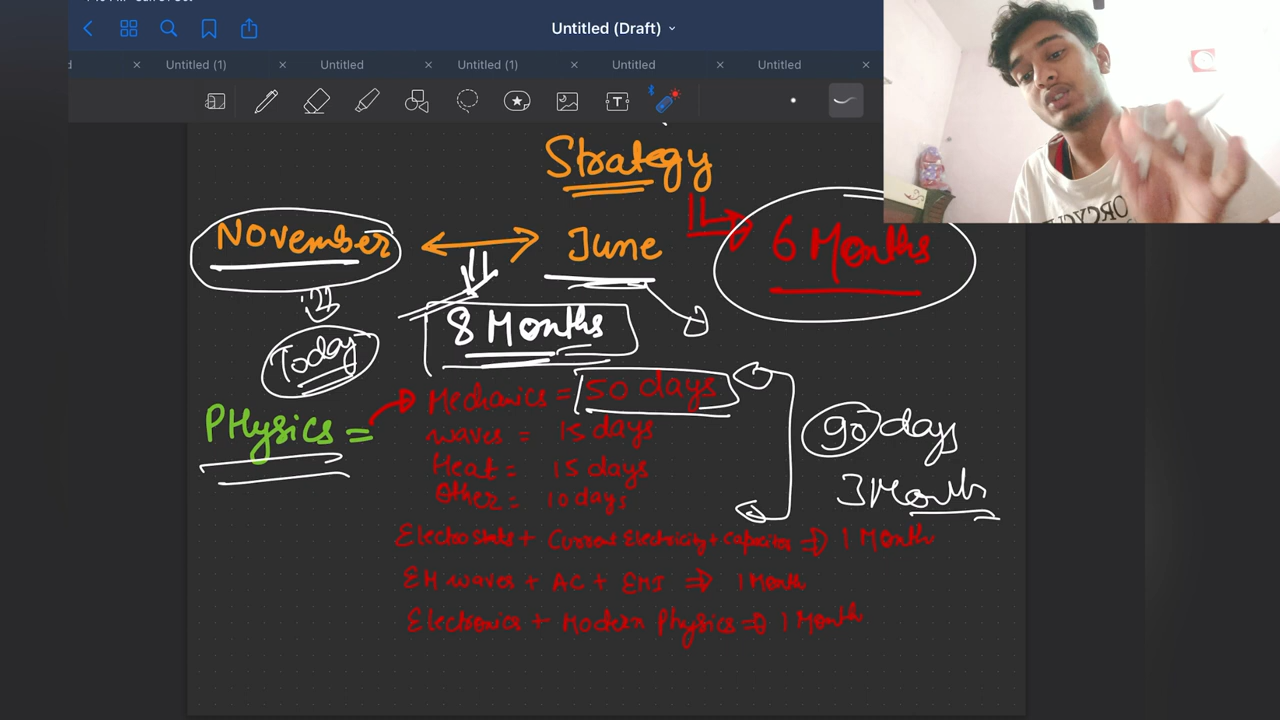 Untitled (Draft)
d
Untitled (1)
Untitled
Untitled (1)
Untitled
Untitled
T
Strategy
November
June
6 Months
8 Months
Today
PHysics =
Mechanics = 50 days
waves = 15 days
Heat = 15 days
Other = 10 days
90 days
3 Months
ElectroStats + Current Electricity + Capacitor ⇒ 1 Month
EM waves + AC + EMI ⇒ 1 Month
Electronics + Modern Physics ⇒ 1 Month